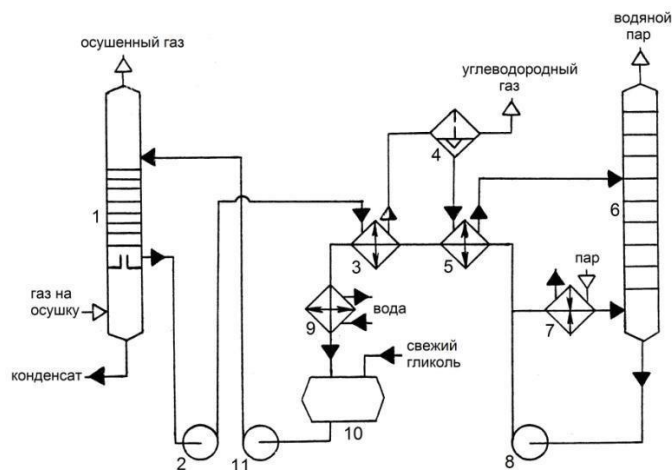 осушенный газ
водяной
пар
углеводородный
газ
4
1
6
3
5
пар
газ на
осушку
7
9
вода
свежий
гликоль
конденсат
10
2
11
8